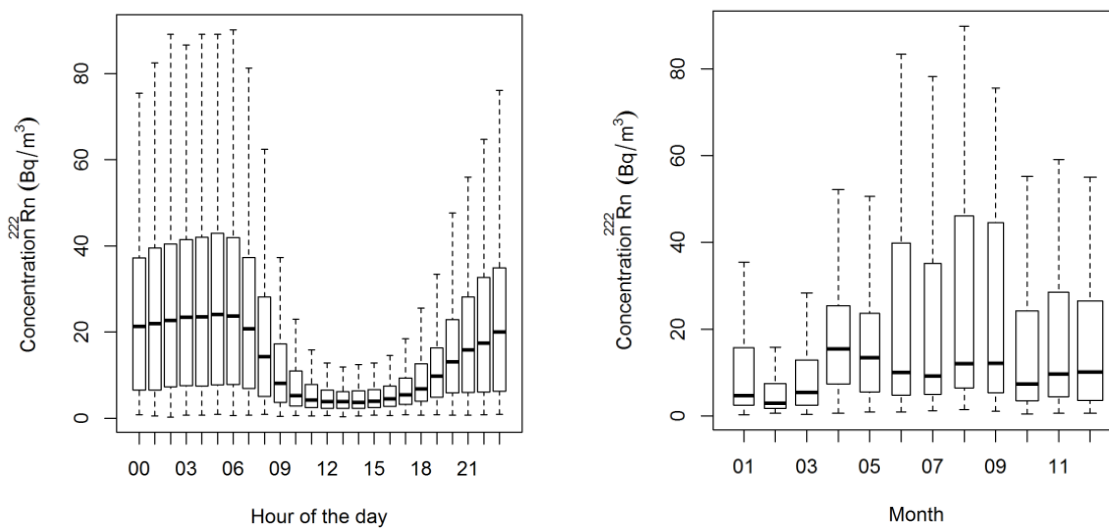 Concentration ²²²Rn (Bq/m³)
0 20 40 60 80
00 03 06 09 12 15 18 21
Hour of the day
Concentration ²²²Rn (Bq/m³)
0 20 40 60 80
01 03 05 07 09 11
Month